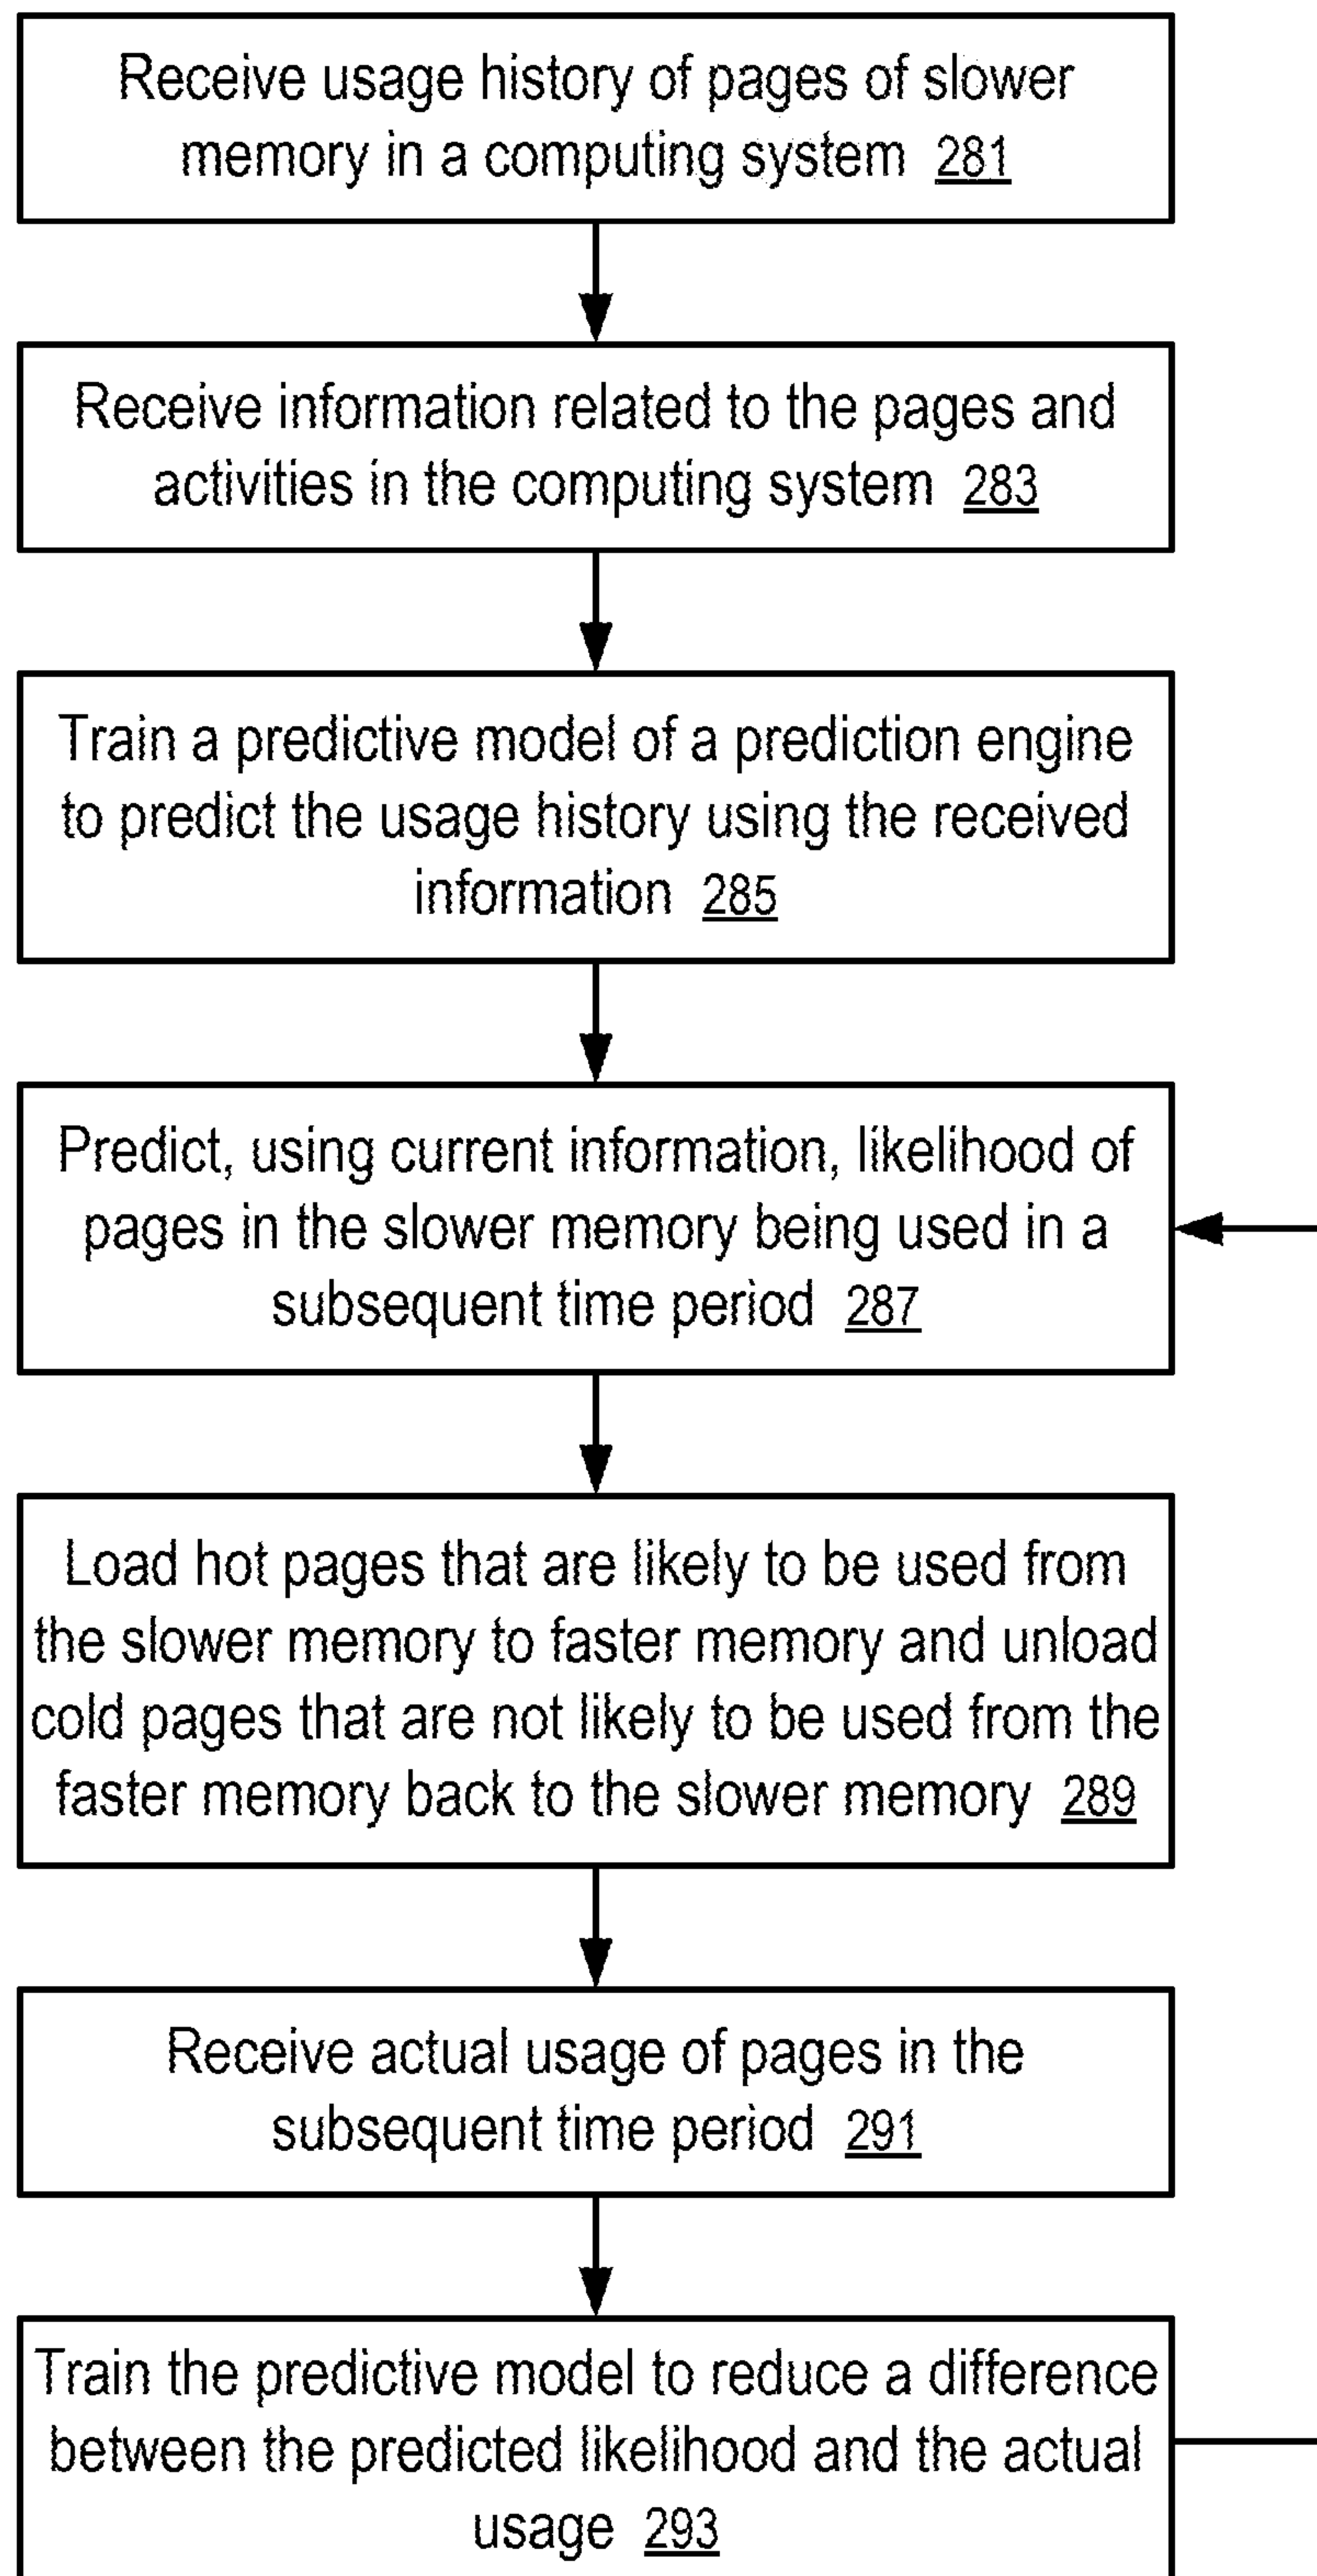 Receive usage history of pages of slower
memory in a computing system 281
Receive information related to the pages and
activities in the computing system 283
Train a predictive model of a prediction engine
to predict the usage history using the received
information 285
Predict, using current information, likelihood of
pages in the slower memory being used in a
subsequent time period 287
Load hot pages that are likely to be used from
the slower memory to faster memory and unload
cold pages that are not likely to be used from the
faster memory back to the slower memory 289
Receive actual usage of pages in the
subsequent time period 291
Train the predictive model to reduce a difference
between the predicted likelihood and the actual
usage 293